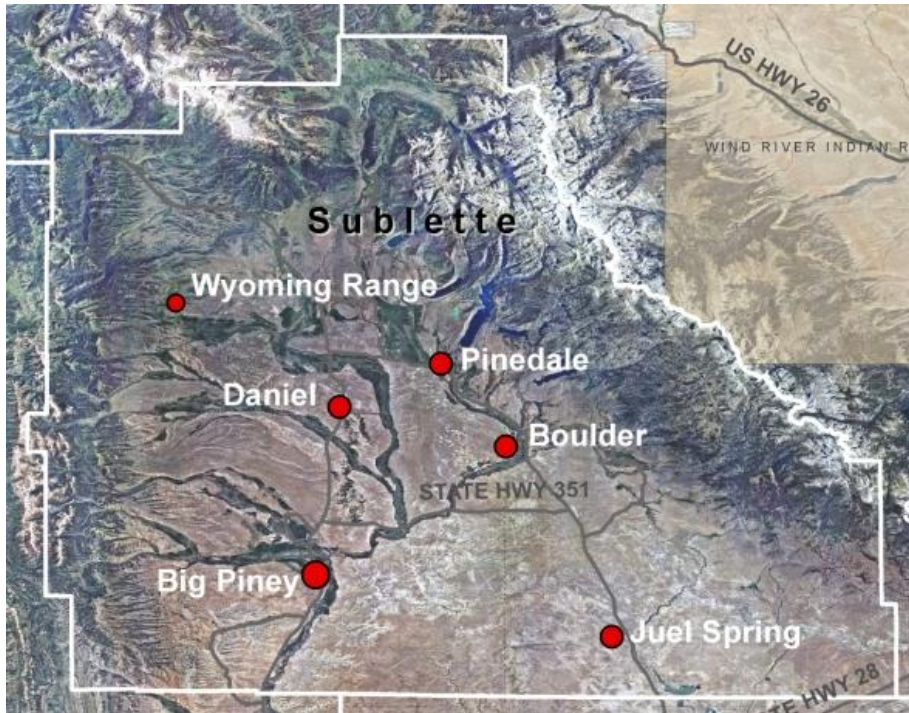 US HWY 26
WIND RIVER INDIAN R
Sublette
Wyoming Range
Pinedale
Daniel
Boulder
STATE HWY 351
Big Piney
Juel Spring
TE HWY 28